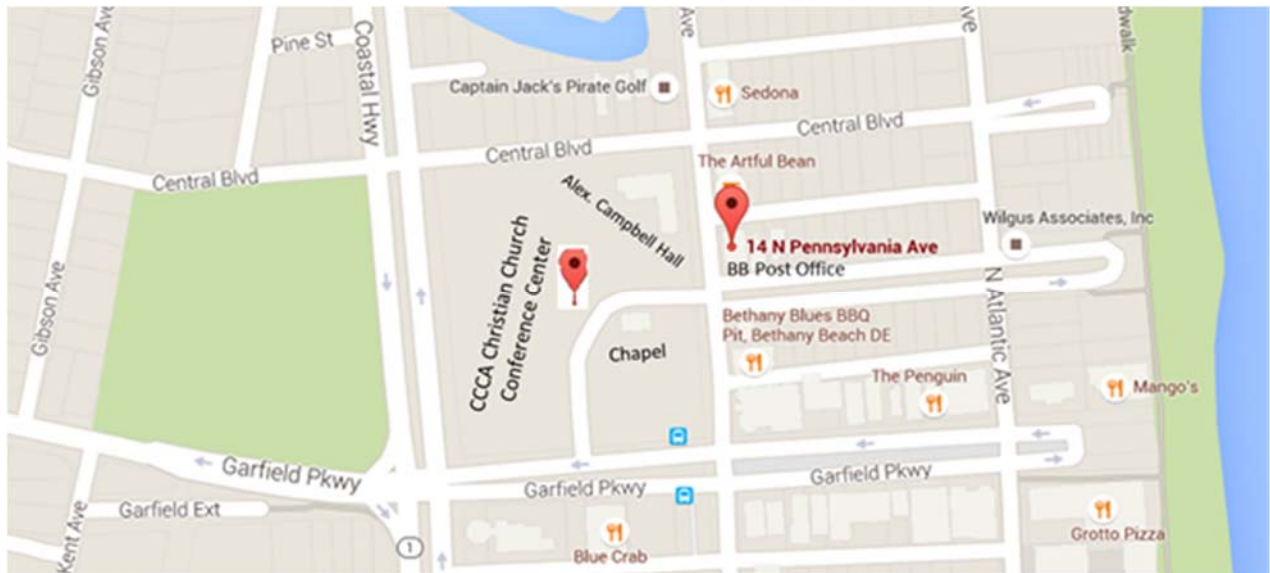 Gibson Ave
Pine St
Coastal Hwy
Ave
ve
dwalk
Captain Jack's Pirate Golf
Sedona
Central Blvd
Central Blvd
Central Blvd
The Artful Bean
Alex. Campbell Hall
Wilgus Associates, Inc
CCCA Christian Church
Conference Center
14 N Pennsylvania Ave
BB Post Office
Gibson Ave
N Atlantic Ave
Bethany Blues BBQ
Pit, Bethany Beach DE
Chapel
The Penguin
Mango's
Garfield Pkwy
Garfield Pkwy
Garfield Pkwy
Garfield Ext
Kent Ave
1
Blue Crab
Grotto Pizza